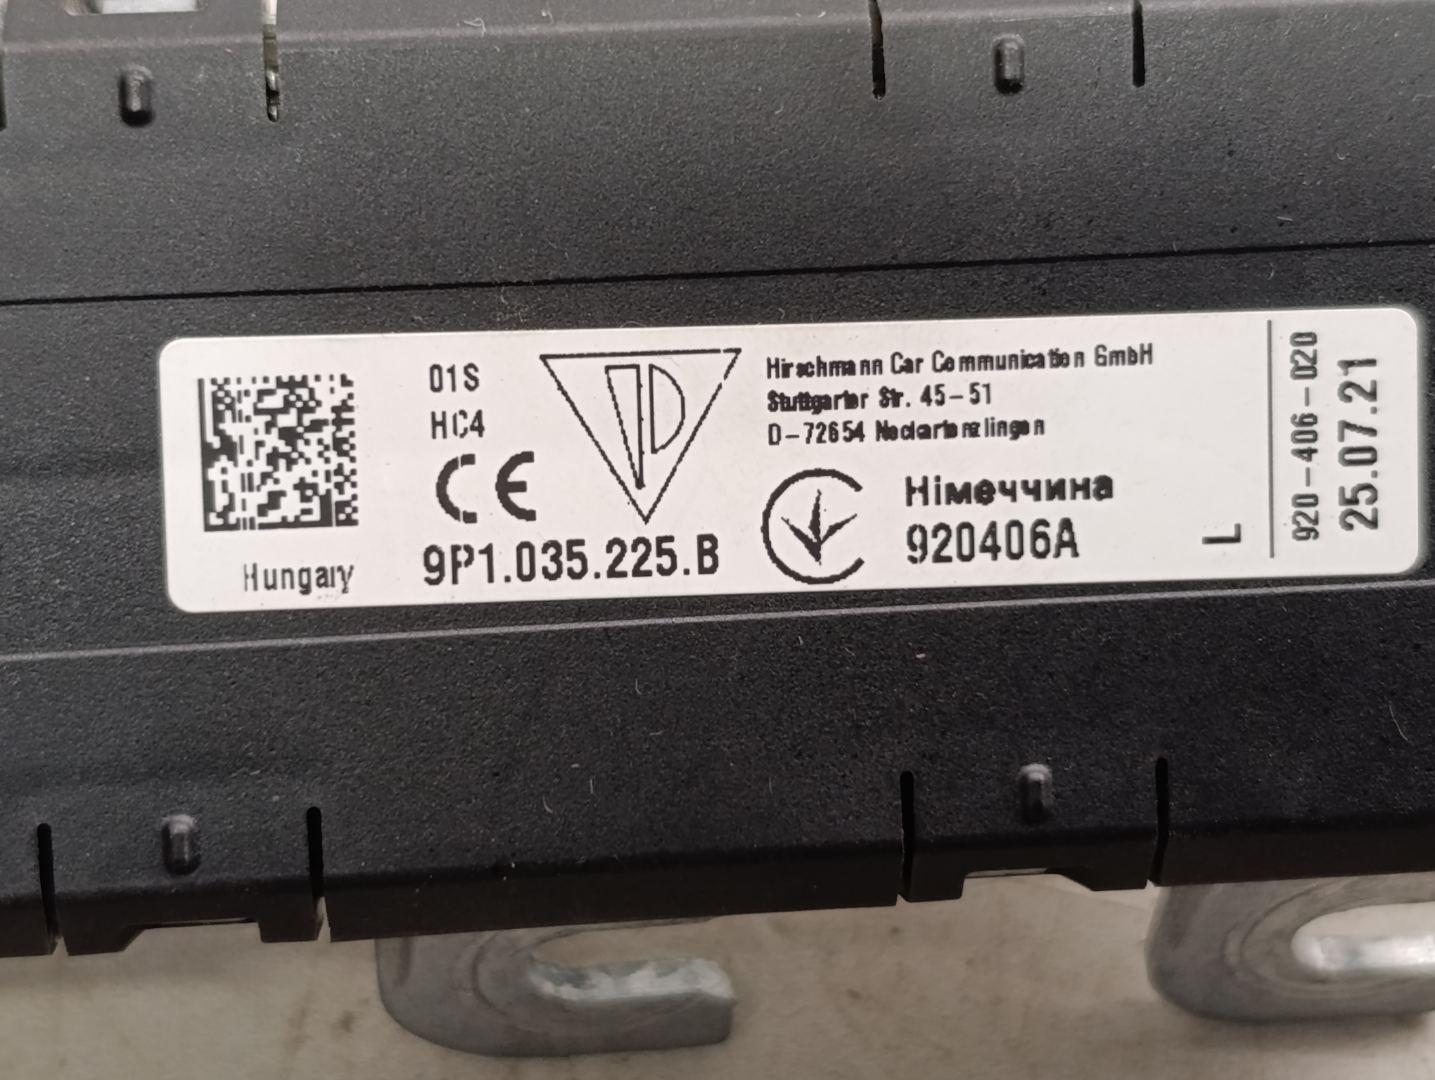 01S
HC4
CE
Hungary
9P1.035.225.B
Hirschmann Car Communication GmbH
Stuttgarter Str. 45-51
D-72654 Neckartenzlingen
Німеччина
920406A
L
920-406-020
25.07.21